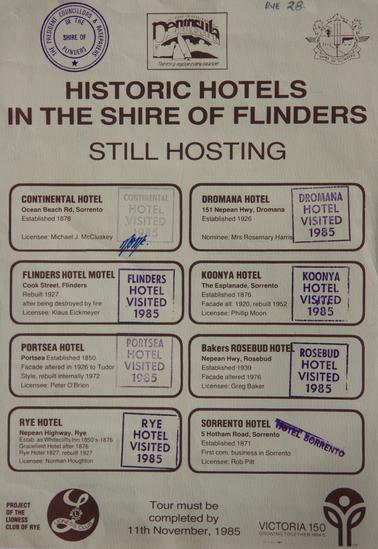 RYE 28
THE PRESIDENT COUNCILLORS & RATEPAYERS
OF THE
SHIRE OF
FLINDERS
Peninsula
HISTORIC HOTELS
IN THE SHIRE OF FLINDERS
STILL HOSTING
CONTINENTAL HOTEL
Ocean Beach Rd, Sorrento
Established 1878
Licensee: Michael J. McCluskey
CONTINENTAL
HOTEL
VISITED
1985
DROMANA HOTEL
151 Nepean Hwy, Dromana
Established 1926
Nominee: Mrs Rosemary Harris
DROMANA
HOTEL
VISITED
1985
FLINDERS HOTEL MOTEL
Cook Street, Flinders
Rebuilt 1927
after being destroyed by fire
Licensee: Klaus Eickmeyer
FLINDERS
HOTEL
VISITED
1985
KOONYA HOTEL
The Esplanade, Sorrento
Established 1876
Facade alt. 1920, rebuilt 1952
Licensee: Phillip Moon
KOONYA
HOTEL
VISITED
1985
PORTSEA HOTEL
Portsea Established 1850
Facade altered in 1926 to Tudor
Style, rebuilt internally 1972
Licensee: Peter O'Brien
PORTSEA
HOTEL
VISITED
1985
Bakers ROSEBUD HOTEL
Nepean Hwy, Rosebud
Established 1939
Facade altered 1976
Licensee: Greg Baker
ROSEBUD
HOTEL
VISITED
1985
RYE HOTEL
Nepean Highway, Rye
Estab. as Whitecliffs Inn 1850's-1876
Gracefield Hotel after 1876
Rye Hotel 1927, rebuilt 1927
Licensee: Norman Houghton
RYE
HOTEL
VISITED
1985
SORRENTO HOTEL
5 Hotham Road, Sorrento
Established 1871
First com. business in Sorrento
Licensee: Rob Pitt
HOTEL SORRENTO
PROJECT
OF THE
LIONESS
CLUB OF RYE
Tour must be
completed by
11th November, 1985
VICTORIA 150
GROWING TOGETHER 1984-5